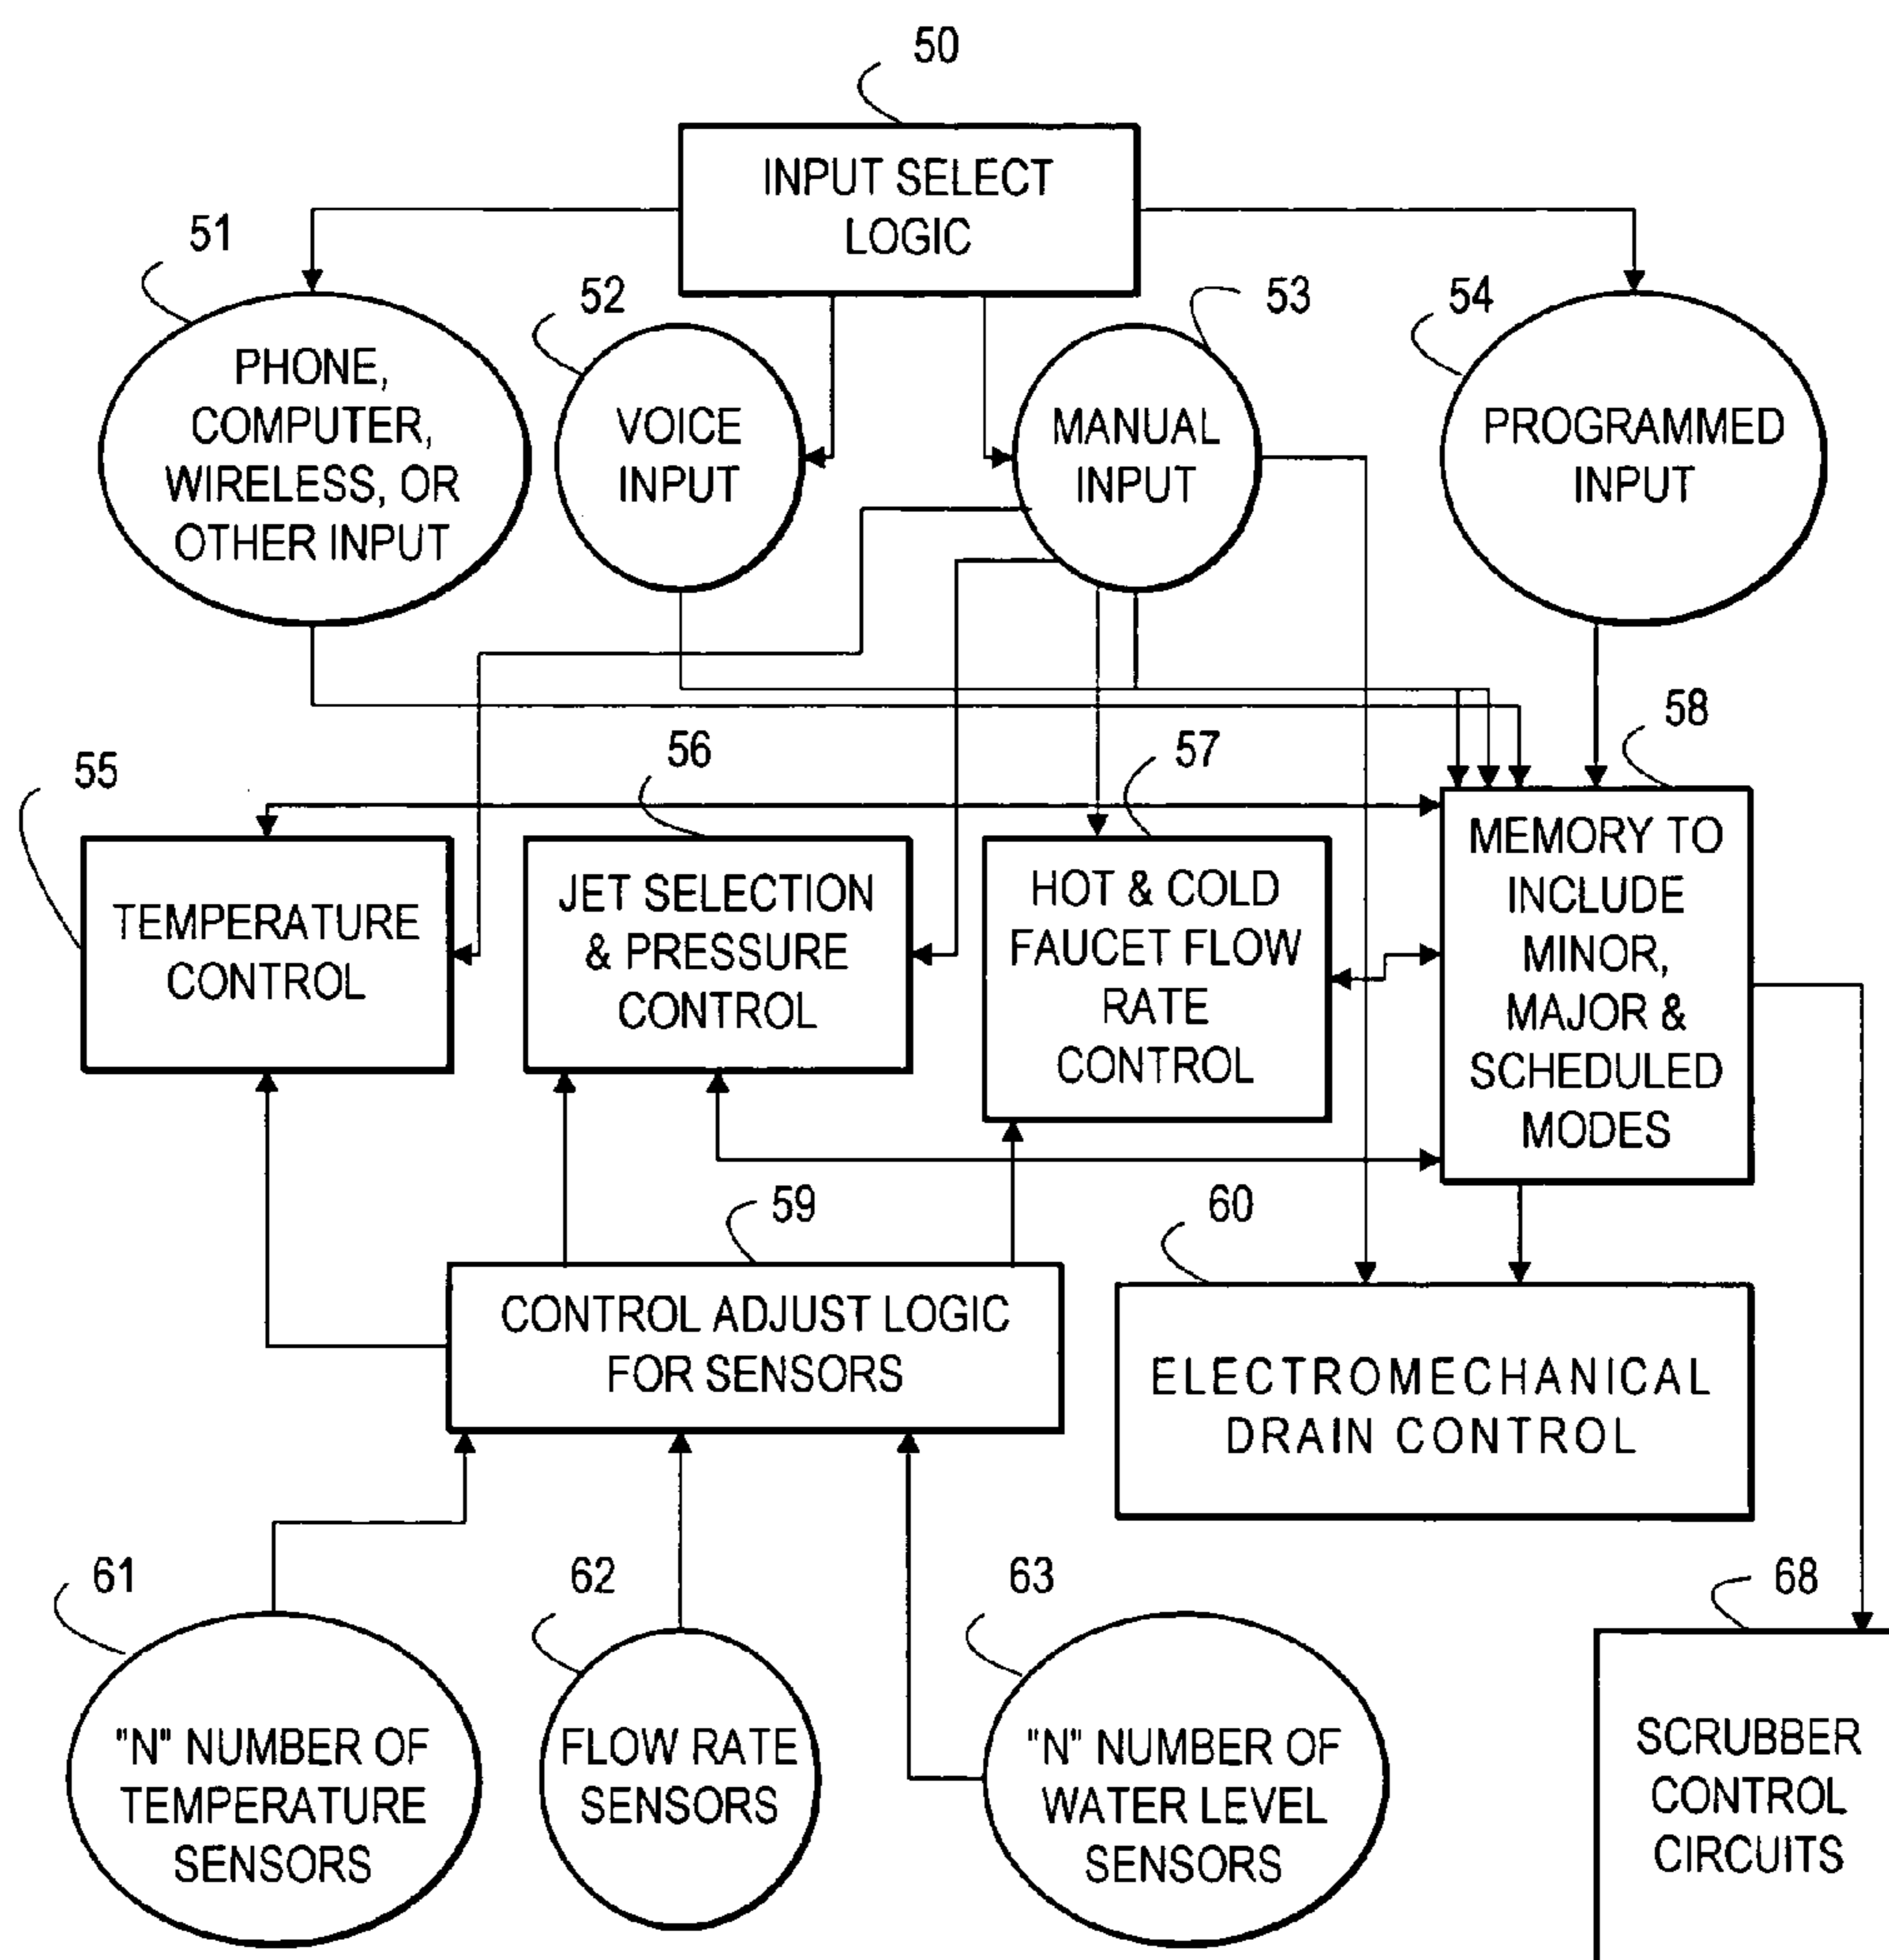 50
INPUT SELECT
LOGIC
51
52
53
54
PHONE,
COMPUTER,
WIRELESS, OR
OTHER INPUT
VOICE
INPUT
MANUAL
INPUT
PROGRAMMED
INPUT
55
56
57
58
TEMPERATURE
CONTROL
JET SELECTION
& PRESSURE
CONTROL
HOT & COLD
FAUCET FLOW
RATE
CONTROL
MEMORY TO
INCLUDE
MINOR,
MAJOR &
SCHEDULED
MODES
59
60
CONTROL ADJUST LOGIC
FOR SENSORS
ELECTROMECHANICAL
DRAIN CONTROL
61
62
63
68
"N" NUMBER OF
TEMPERATURE
SENSORS
FLOW RATE
SENSORS
"N" NUMBER OF
WATER LEVEL
SENSORS
SCRUBBER
CONTROL
CIRCUITS